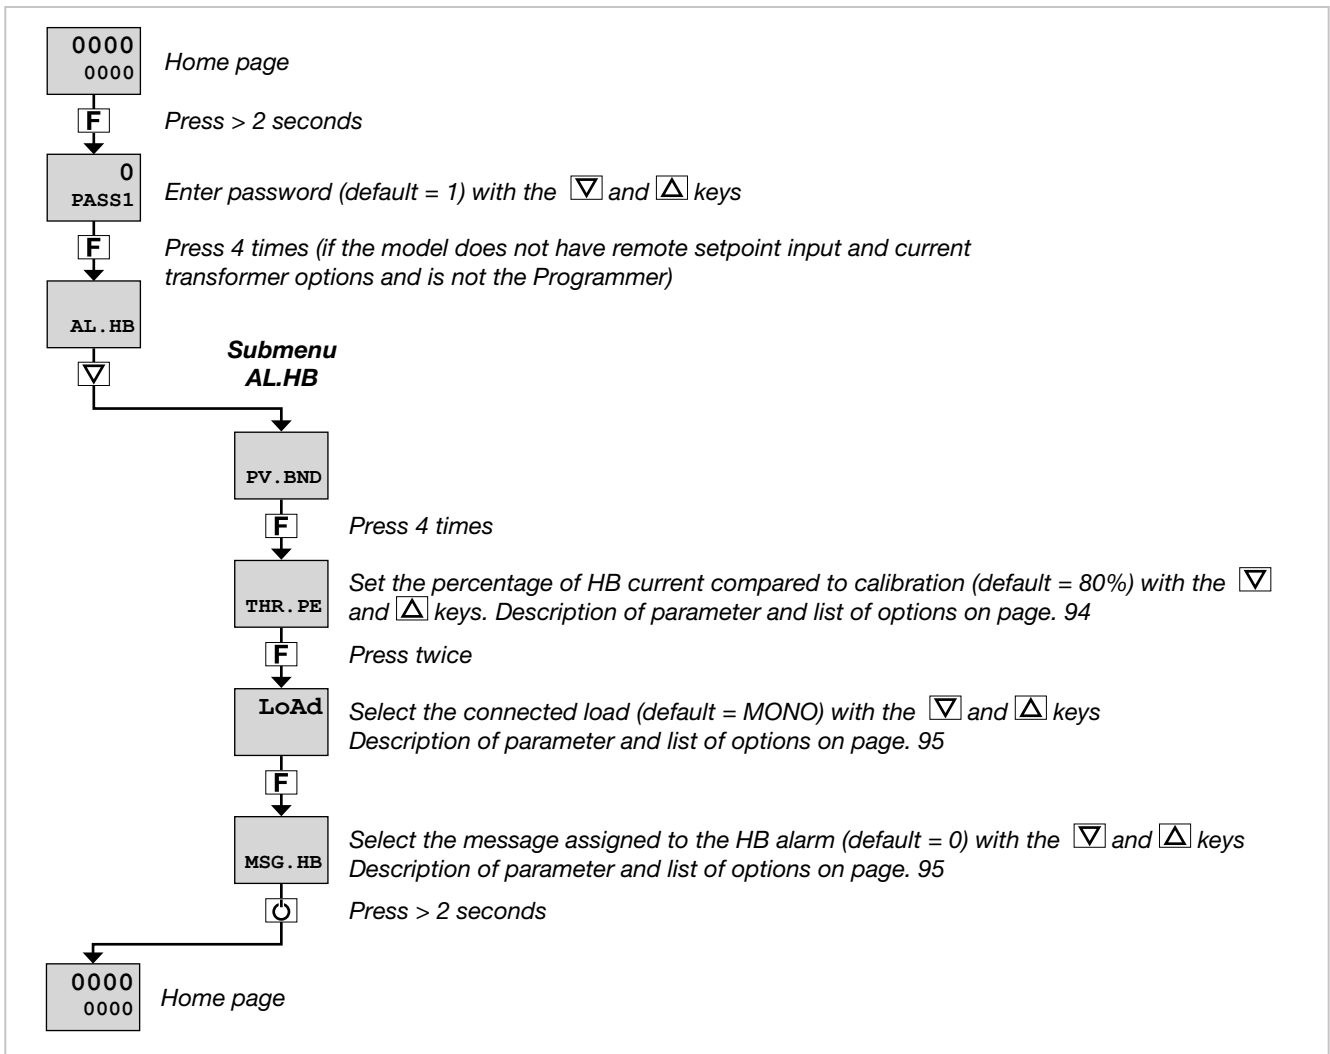 0000
0000
Home page
F
Press > 2 seconds
0
PASS1
Enter password (default = 1) with the ▽ and △ keys
F
Press 4 times (if the model does not have remote setpoint input and current
transformer options and is not the Programmer)
AL.HB
Submenu
AL.HB
PV.BND
F
Press 4 times
THR.PE
Set the percentage of HB current compared to calibration (default = 80%) with the ▽
and △ keys. Description of parameter and list of options on page. 94
F
Press twice
LoAd
Select the connected load (default = MONO) with the ▽ and △ keys
Description of parameter and list of options on page. 95
F
MSG.HB
Select the message assigned to the HB alarm (default = 0) with the ▽ and △ keys
Description of parameter and list of options on page. 95
Press > 2 seconds
0000
0000
Home page